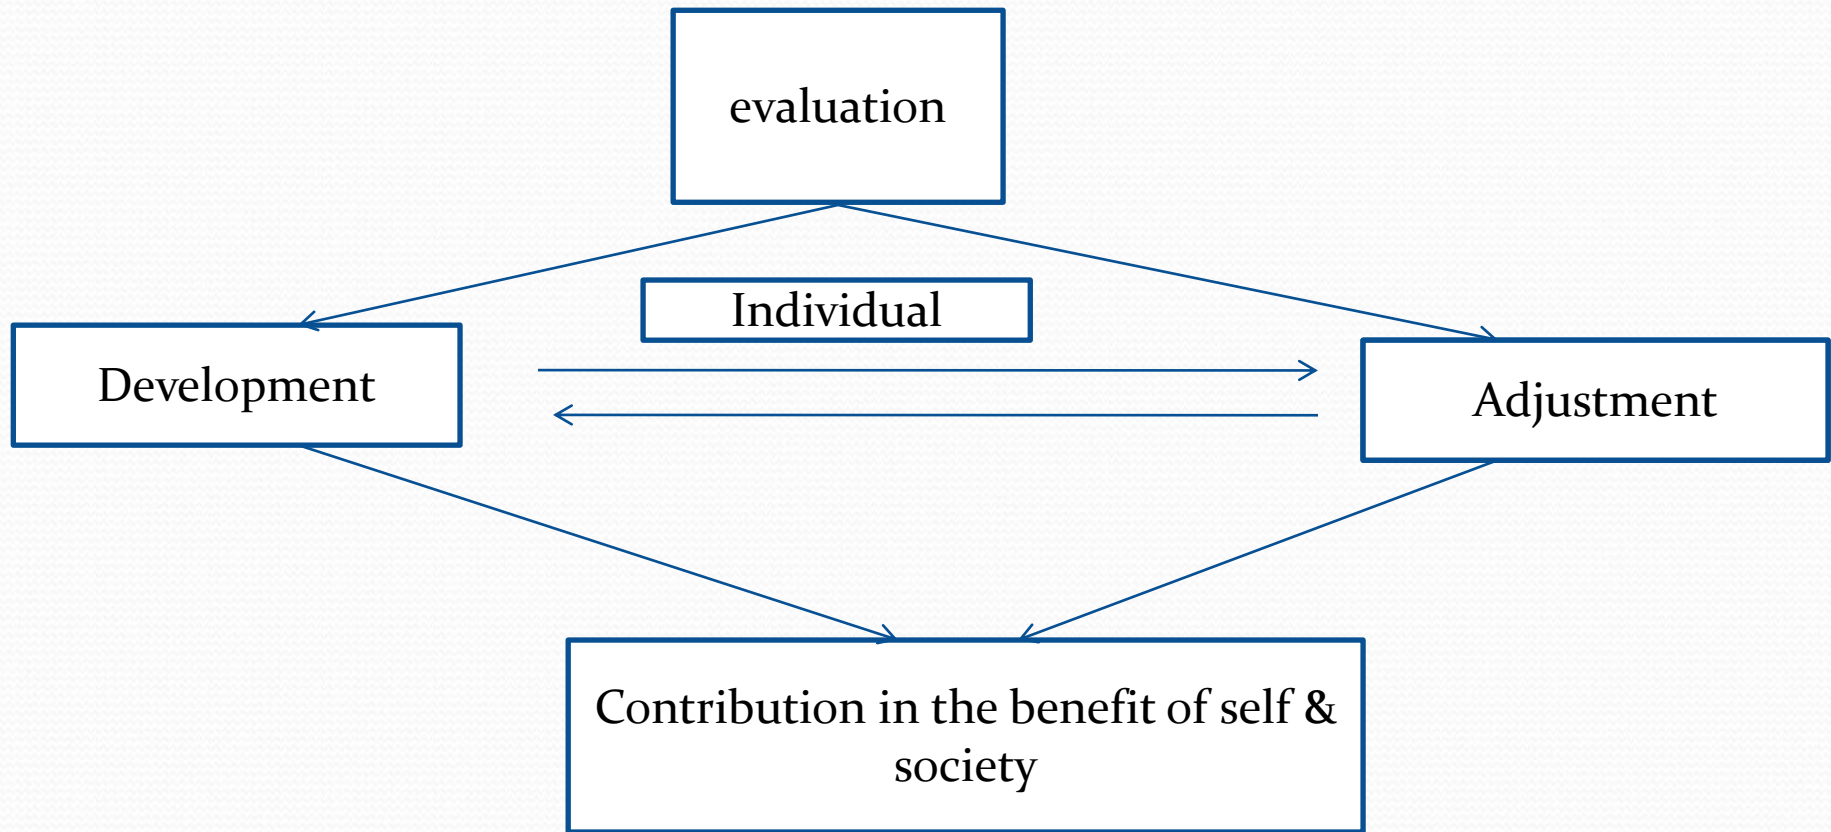 evaluation
Individual
Development
Adjustment
Contribution in the benefit of self &
society